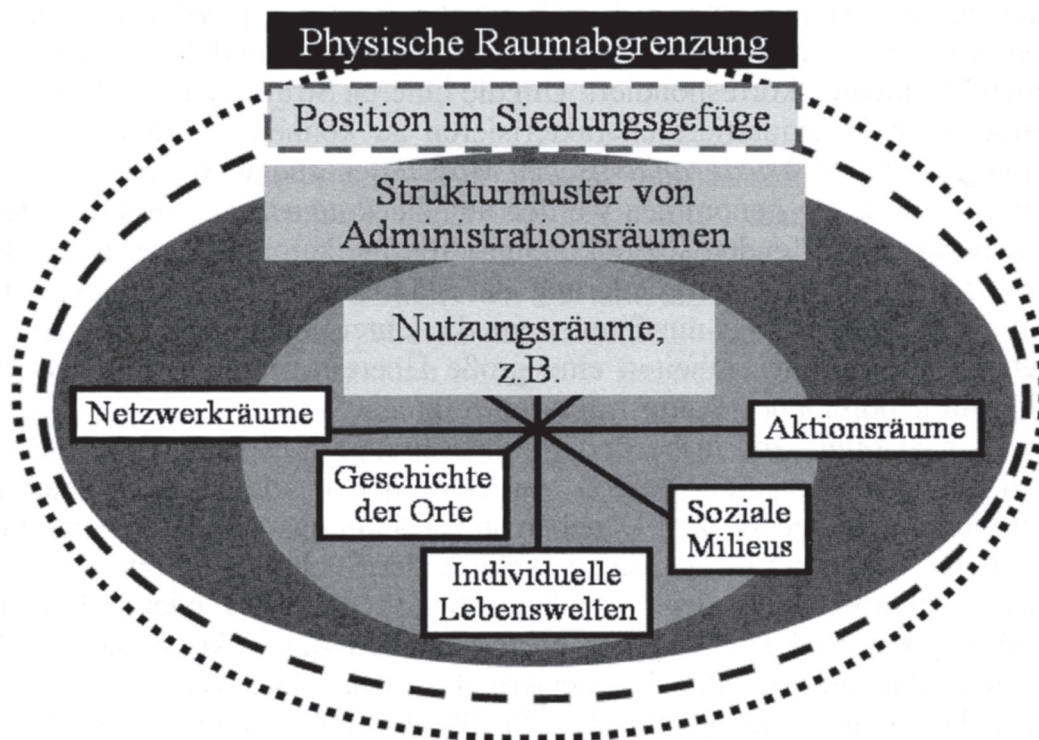 Physische Raumabgrenzung
Position im Siedlungsgefüge
Strukturmuster von
Administrationsräumen
Nutzungsräume,
z.B.
Netzwerkräume
Aktionsräume
Geschichte
der Orte
Soziale
Milieus
Individuelle
Lebenswelten